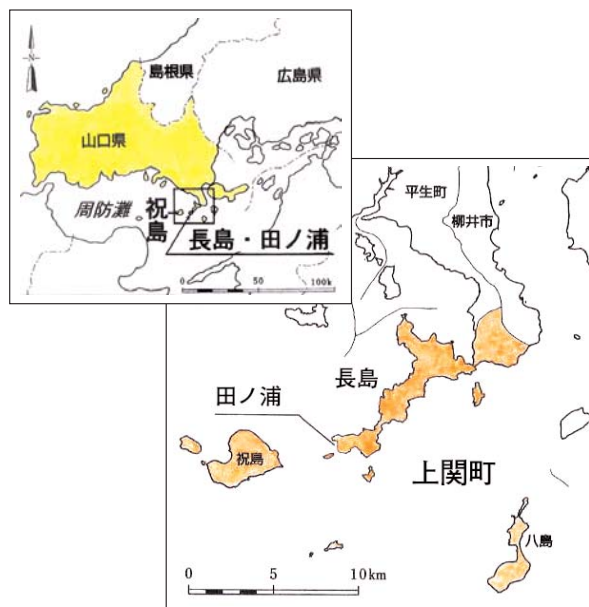 N
島根県
広島県
山口県
周防灘
祝島
長島・田ノ浦
0 50 100k
平生町
柳井市
長島
田ノ浦
祝島
上関町
八島
0 5 10km